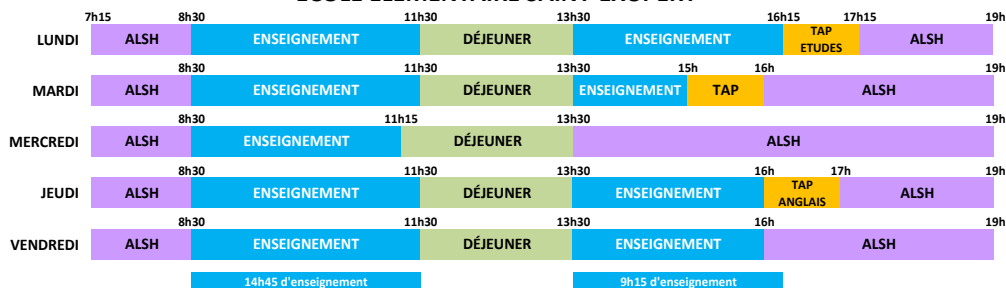 7h15 8h30 11h30 13h30 16h15 17h15 19h
LUNDI ALSH ENSEIGNEMENT DÉJEUNER ENSEIGNEMENT TAP ETUDES ALSH
8h30 11h30 13h30 15h 16h 19h
MARDI ALSH ENSEIGNEMENT DÉJEUNER ENSEIGNEMENT TAP ALSH
8h30 11h15 13h30 19h
MERCREDI ALSH ENSEIGNEMENT DÉJEUNER ALSH
8h30 11h30 13h30 16h 17h 19h
JEUDI ALSH ENSEIGNEMENT DÉJEUNER ENSEIGNEMENT TAP ANGLAIS ALSH
8h30 11h30 13h30 16h 19h
VENDREDI ALSH ENSEIGNEMENT DÉJEUNER ENSEIGNEMENT ALSH
14h45 d'enseignement 9h15 d'enseignement